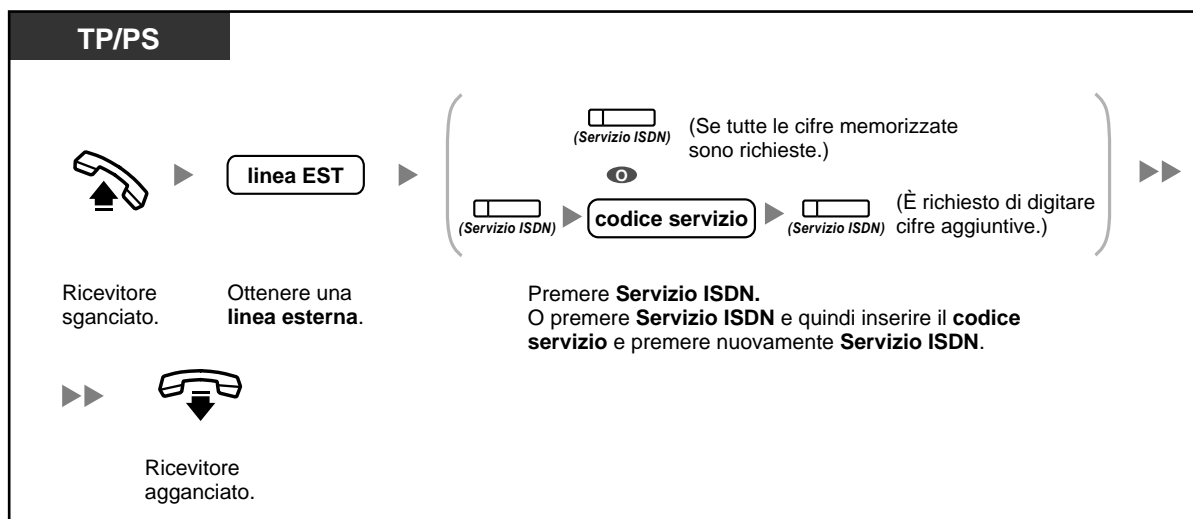 TP/PS
(Servizio ISDN)
(Se tutte le cifre memorizzate
sono richieste.)
O
linea EST
(Servizio ISDN)
codice servizio
(Servizio ISDN)
(È richiesto di digitare
cifre aggiuntive.)
Ricevitore
sganciato.
Ottenere una
linea esterna.
Premere Servizio ISDN.
O premere Servizio ISDN e quindi inserire il codice
servizio e premere nuovamente Servizio ISDN.
Ricevitore
agganciato.